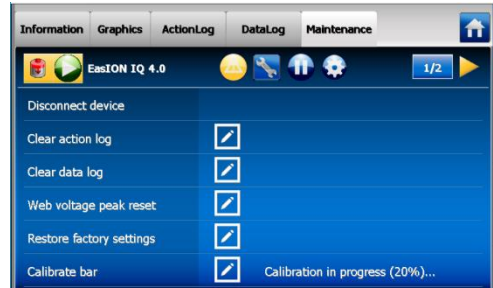 Information Graphics ActionLog DataLog Maintenance
EasION IQ 4.0 1/2
Disconnect device
Clear action log
Clear data log
Web voltage peak reset
Restore factory settings
Calibrate bar Calibration in progress (20%)...